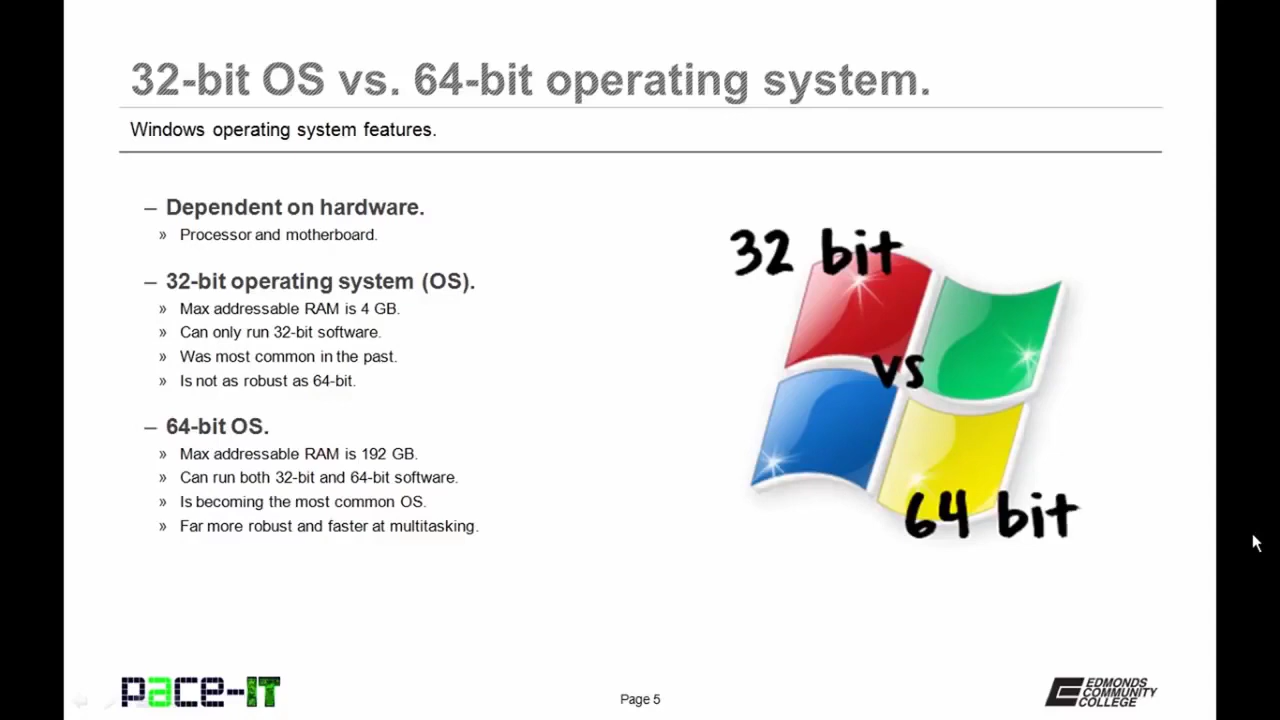 32-bit OS vs. 64-bit operating system.
Windows operating system features.
– Dependent on hardware.
» Processor and motherboard.
– 32-bit operating system (OS).
» Max addressable RAM is 4 GB.
» Can only run 32-bit software.
» Was most common in the past.
» Is not as robust as 64-bit.
– 64-bit OS.
» Max addressable RAM is 192 GB.
» Can run both 32-bit and 64-bit software.
» Is becoming the most common OS.
» Far more robust and faster at multitasking.
32 bit
vs
64 bit
pace-IT
Page 5
EDMONDS
COMMUNITY
COLLEGE